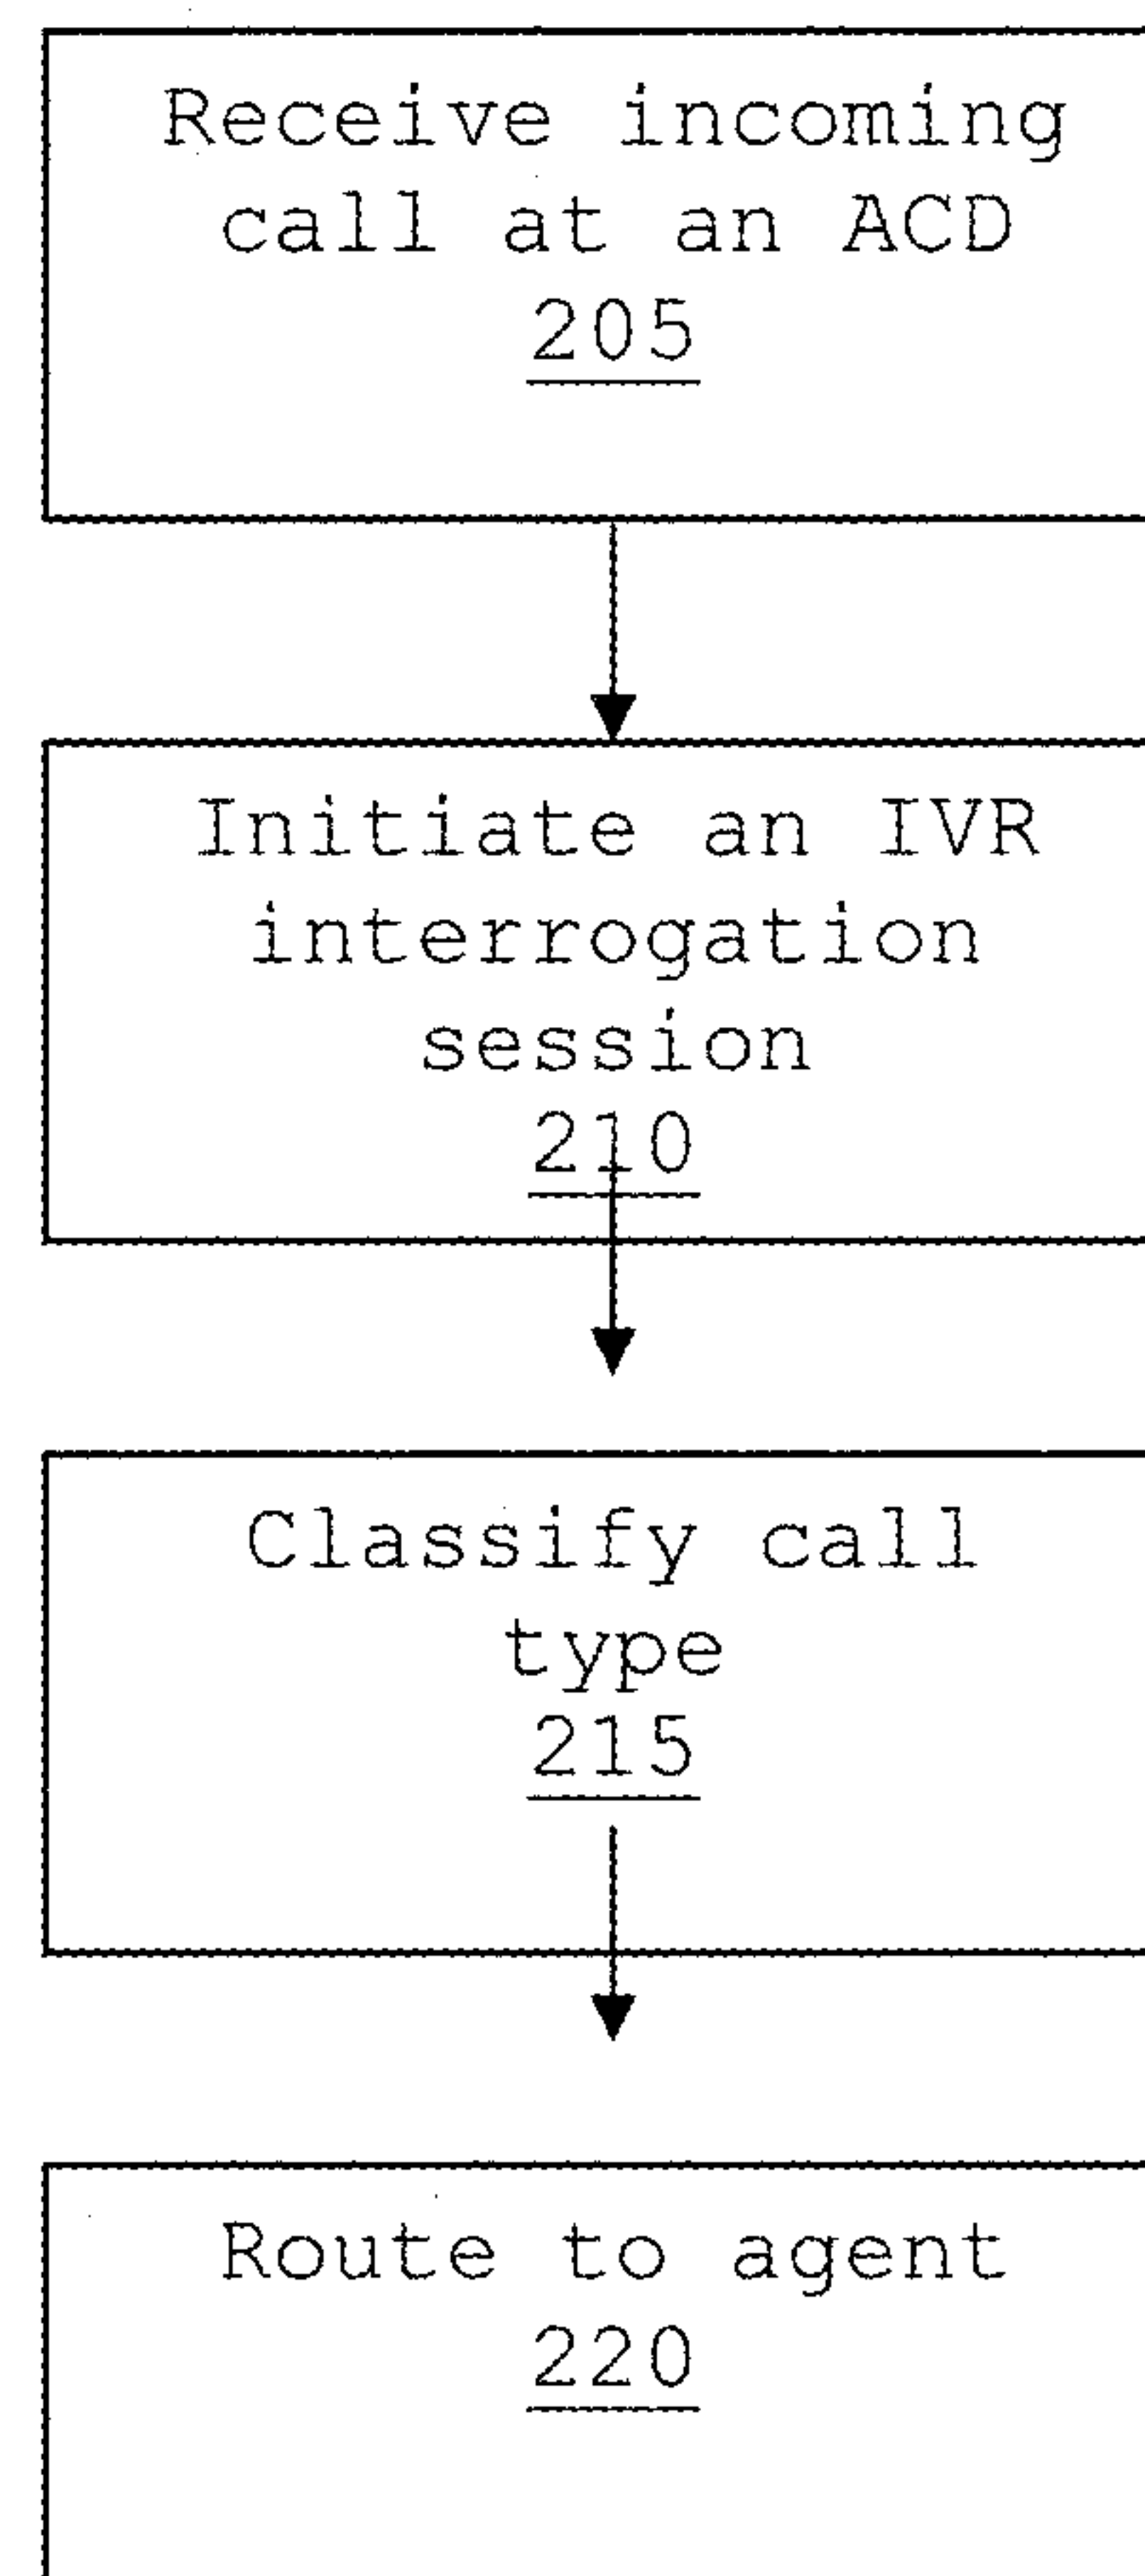 Receive incoming
call at an ACD
205
Initiate an IVR
interrogation
session
210
Classify call
type
215
Route to agent
220